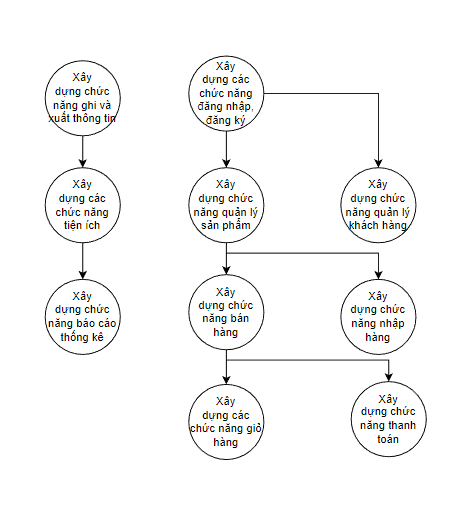 Xây
dựng chức
năng ghi và
xuất thông tin
Xây
dựng các
chức năng
đăng nhập,
đăng ký
Xây
dựng các
chức năng
tiện ích
Xây
dựng chức
năng quản lý
sản phẩm
Xây
dựng chức
năng quản lý
khách hàng
Xây
dựng chức
năng báo cáo
thống kê
Xây
dựng chức
năng bán
hàng
Xây
dựng chức
năng nhập
hàng
Xây
dựng các
chức năng giỏ
hàng
Xây
dựng chức
năng thanh
toán